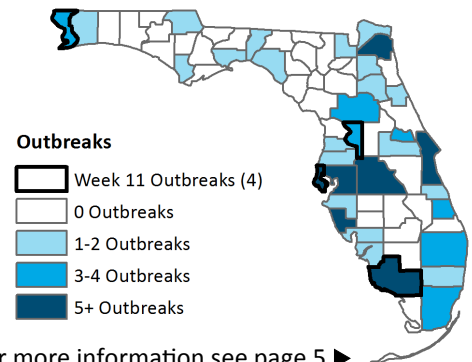 Outbreaks
Week 11 Outbreaks (4)
0 Outbreaks
1-2 Outbreaks
3-4 Outbreaks
5+ Outbreaks
r more information see page 5 ►